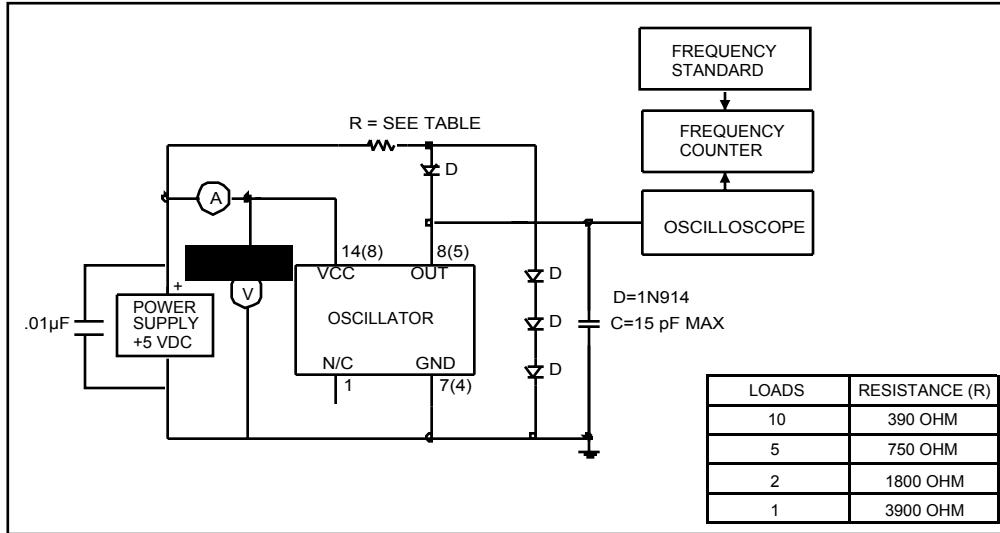 FREQUENCY
STANDARD
R = SEE TABLE
FREQUENCY
COUNTER
D
A
OSCILLOSCOPE
14(8)
8(5)
VCC
OUT
+
V
D
D
D
POWER
SUPPLY
+5 VDC
.01µF
OSCILLATOR
D=1N914
C=15 pF MAX
N/C
GND
1
7(4)
LOADS RESISTANCE (R)
10 390 OHM
5 750 OHM
2 1800 OHM
1 3900 OHM